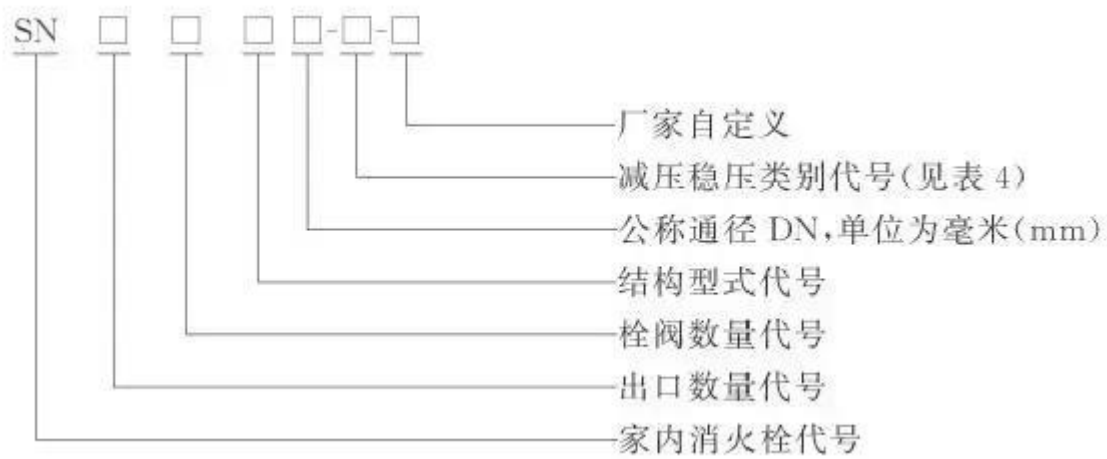 SN □ □ □ □-□-□
厂家自定义
减压稳压类别代号(见表 4)
公称通径 DN,单位为毫米(mm)
结构型式代号
栓阀数量代号
出口数量代号
家内消火栓代号